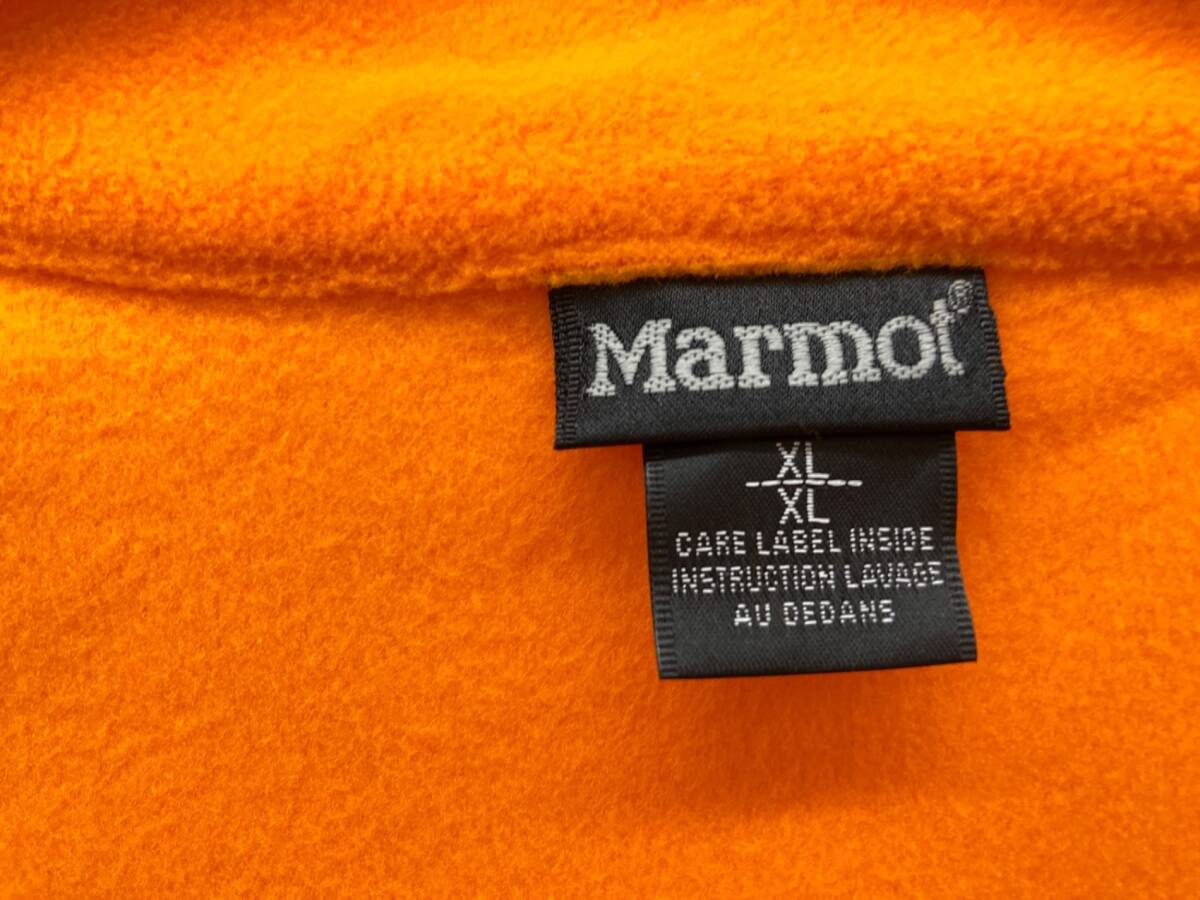 Marmot®
XL
XL
CARE LABEL INSIDE
INSTRUCTION LAVAGE
AU DEDANS